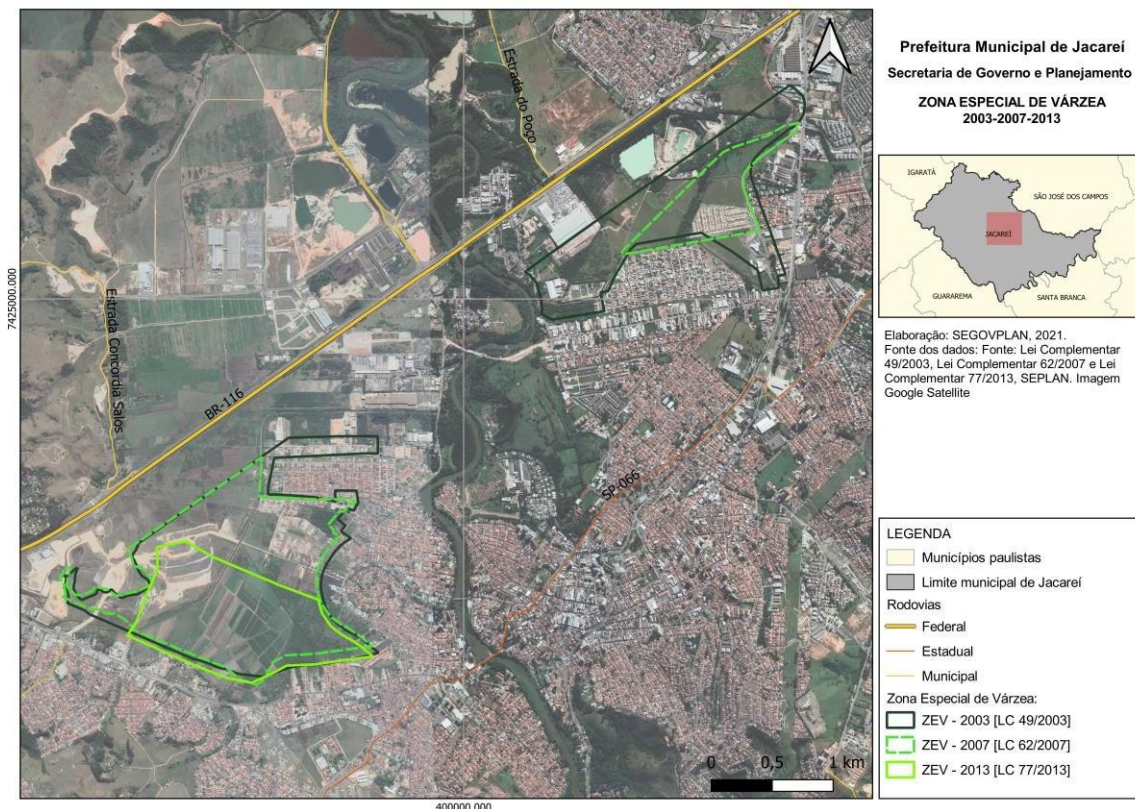 Estrada do Poço
Estrada Concordia Salos
BR-116
SP-066
7425000.000
400000.000
0 0,5 1 km
Prefeitura Municipal de Jacareí
Secretaria de Governo e Planejamento
ZONA ESPECIAL DE VÁRZEA
2003-2007-2013
IGARATÁ
SÃO JOSÉ DOS CAMPOS
JACAREÍ
GUARAREMA
SANTA BRANCA
Elaboração: SEGOVPLAN, 2021.
Fonte dos dados: Fonte: Lei Complementar
49/2003, Lei Complementar 62/2007 e Lei
Complementar 77/2013, SEPLAN. Imagem
Google Satellite
LEGENDA
Municípios paulistas
Limite municipal de Jacareí
Rodovias
Federal
Estadual
Municipal
Zona Especial de Várzea:
ZEV - 2003 [LC 49/2003]
ZEV - 2007 [LC 62/2007]
ZEV - 2013 [LC 77/2013]